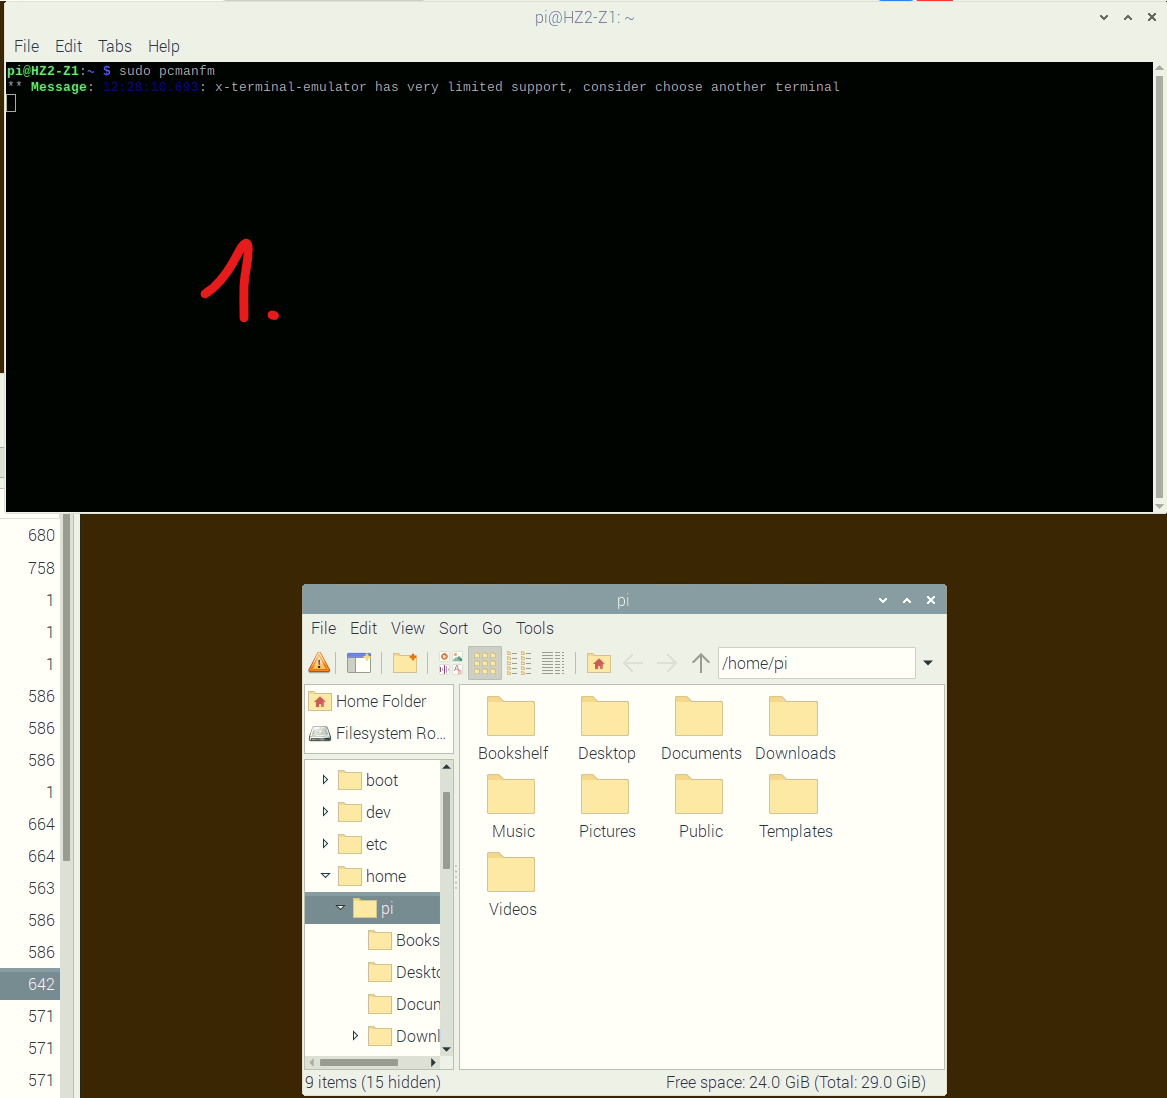 pi@HZ2-Z1: ~
File Edit Tabs Help
pi@HZ2-Z1:~ $ sudo pcmanfm
** Message: 12:28:10.693: x-terminal-emulator has very limited support, consider choose another terminal
1.
680
758
1
1
1
586
586
586
1
664
664
563
586
586
642
571
571
571
pi
File Edit View Sort Go Tools
/home/pi
Home Folder
Filesystem Ro...
boot
dev
etc
home
pi
Books
Deskto
Docum
Downl
Bookshelf Desktop Documents Downloads
Music Pictures Public Templates
Videos
9 items (15 hidden) Free space: 24.0 GiB (Total: 29.0 GiB)